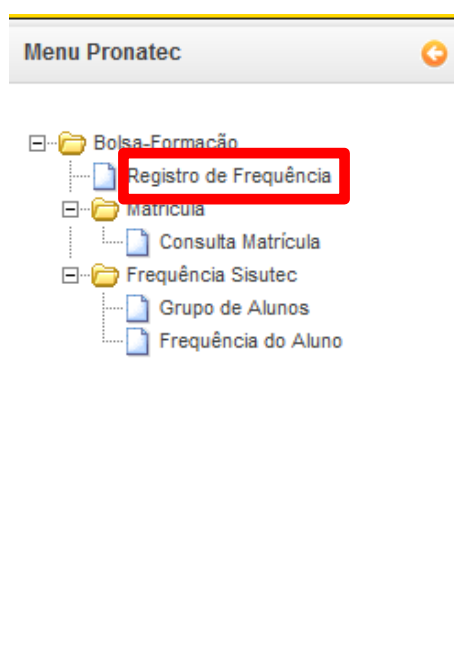 Menu Pronatec
Bolsa-Formação
Registro de Frequência
Matrícula
Consulta Matrícula
Frequência Sisutec
Grupo de Alunos
Frequência do Aluno